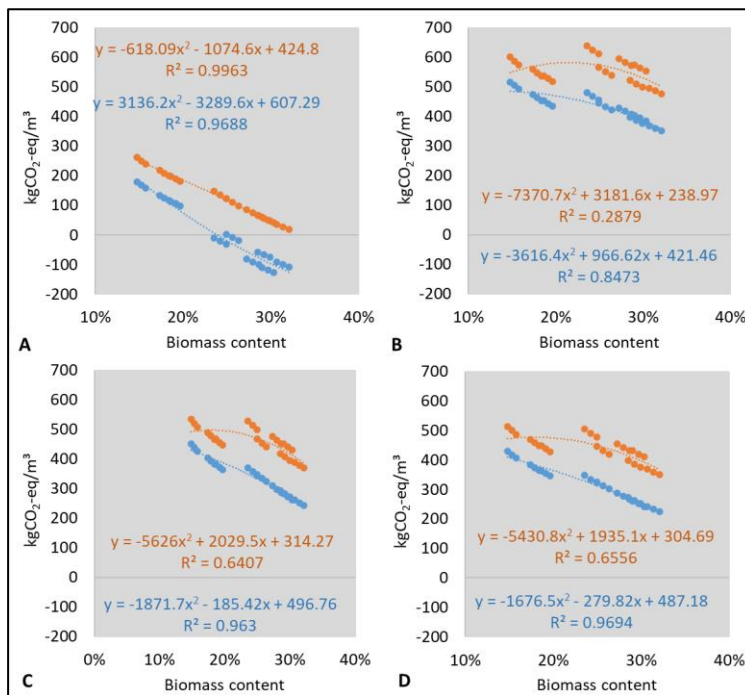 700
600
500
400
300
200
100
0
-100
-200
kgCO₂-eq/m³
y = -618.09x² - 1074.6x + 424.8
R² = 0.9963
y = 3136.2x² - 3289.6x + 607.29
R² = 0.9688
10% 20% 30% 40%
A Biomass content
700
600
500
400
300
200
100
0
-100
-200
kgCO₂-eq/m³
y = -7370.7x² + 3181.6x + 238.97
R² = 0.2879
y = -3616.4x² + 966.62x + 421.46
R² = 0.8473
10% 20% 30% 40%
B Biomass content
700
600
500
400
300
200
100
0
-100
-200
kgCO₂-eq/m³
y = -5626x² + 2029.5x + 314.27
R² = 0.6407
y = -1871.7x² - 185.42x + 496.76
R² = 0.963
0% 10% 20% 30% 40%
C Biomass content
700
600
500
400
300
200
100
0
-100
-200
kgCO₂-eq/m³
y = -5430.8x² + 1935.1x + 304.69
R² = 0.6556
y = -1676.5x² - 279.82x + 487.18
R² = 0.9694
10% 20% 30% 40%
D Biomass content